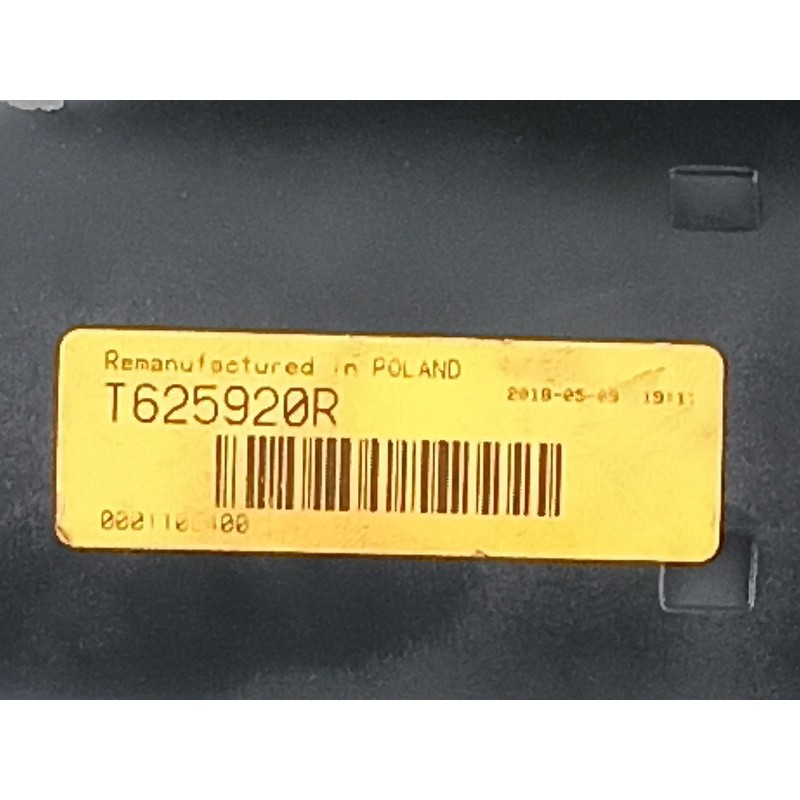 Remanufactured in POLAND
2018-05-09
T625920R